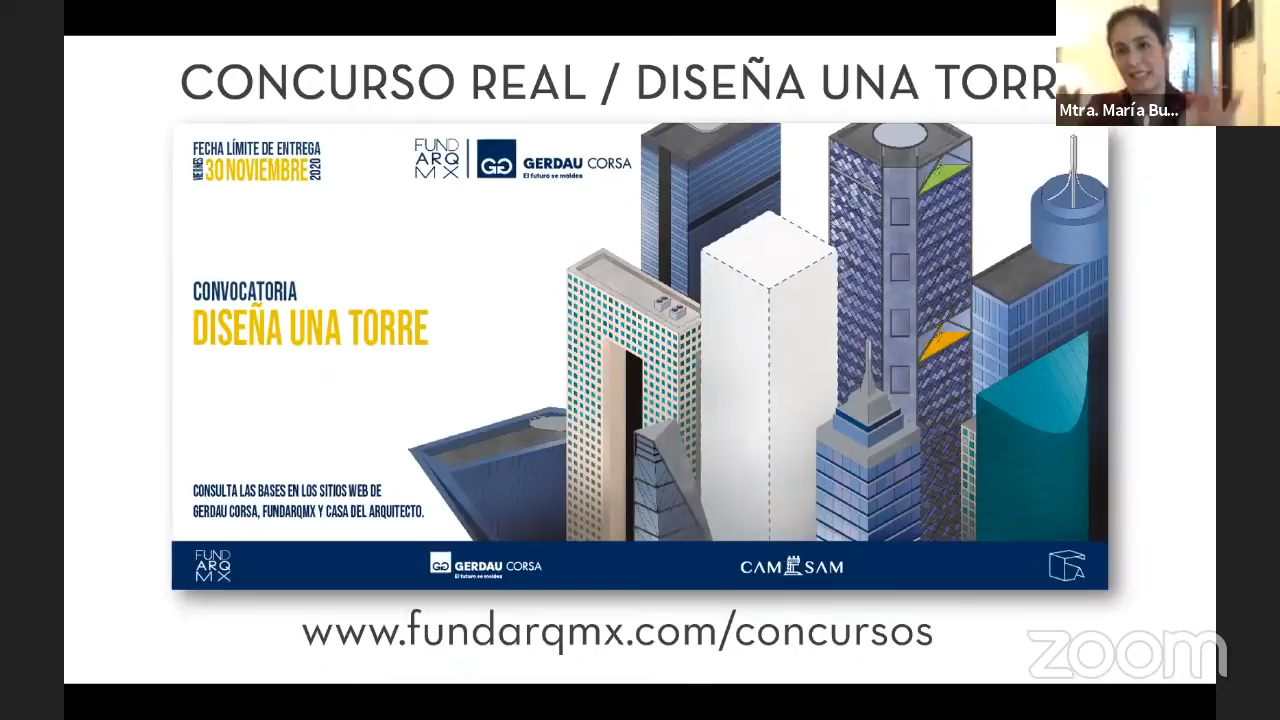 CONCURSO REAL / DISEÑA UNA TORR
Mtra. María Bu...
FECHA LÍMITE DE ENTREGA
VIERNES 30 NOVIEMBRE 2020
FUND
ARQ
MX
GG GERDAU CORSA
El futuro se moldea
CONVOCATORIA
DISEÑA UNA TORRE
CONSULTA LAS BASES EN LOS SITIOS WEB DE
GERDAU CORSA, FUNDARQMX Y CASA DEL ARQUITECTO.
FUND
ARQ
MX
GG GERDAU CORSA
El futuro se moldea
CAM SAM
www.fundarqmx.com/concursos
zoom